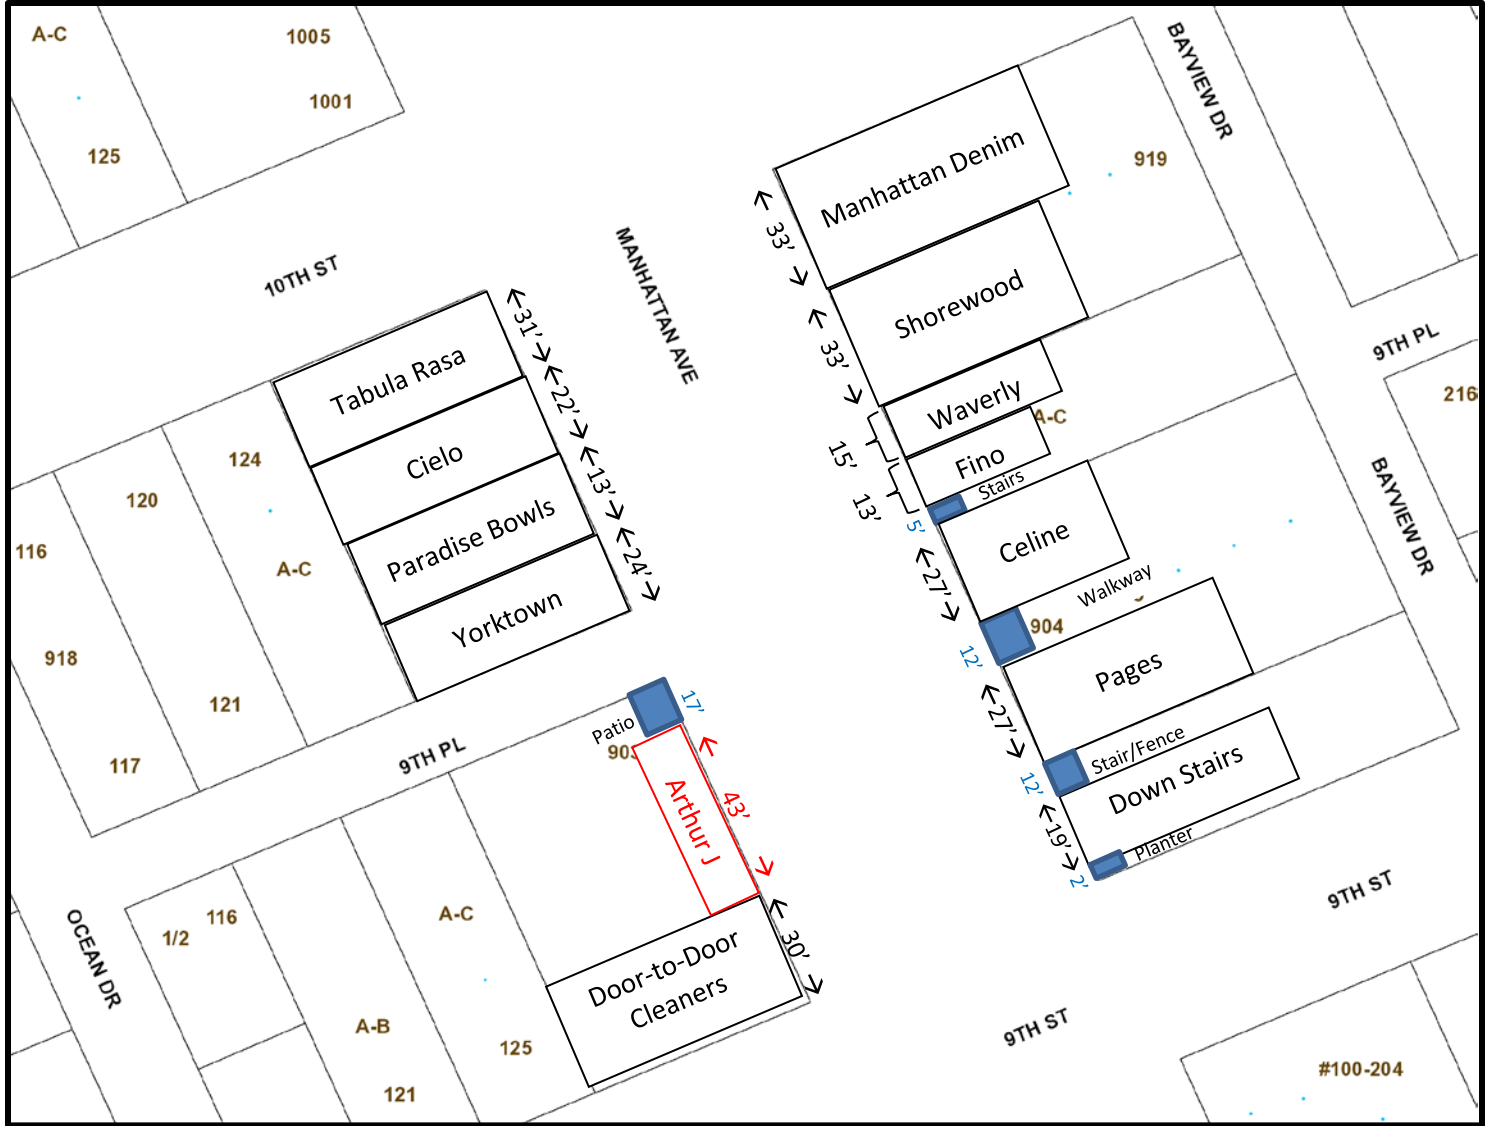 A-C
1005
1001
125
BAYVIEW DR
919
Manhattan Denim
33’
MANHATTAN AVE
10TH ST
Shorewood
33’
9TH PL
216
Tabula Rasa
31’
Cielo
22’
Paradise Bowls
13’
Yorktown
24’
124
120
116
A-C
918
121
117
Waverly
A-C
15’
Fino
13’
Stairs
5’
Celine
27’
BAYVIEW DR
Walkway
904
12’
Pages
27’
Stair/Fence
12’
Down Stairs
19’
Planter
2’
Patio
17’
9TH PL
Arthur J
43’
Door-to-Door
Cleaners
30’
OCEAN DR
1/2
116
A-C
A-B
125
121
9TH ST
9TH ST
#100-204